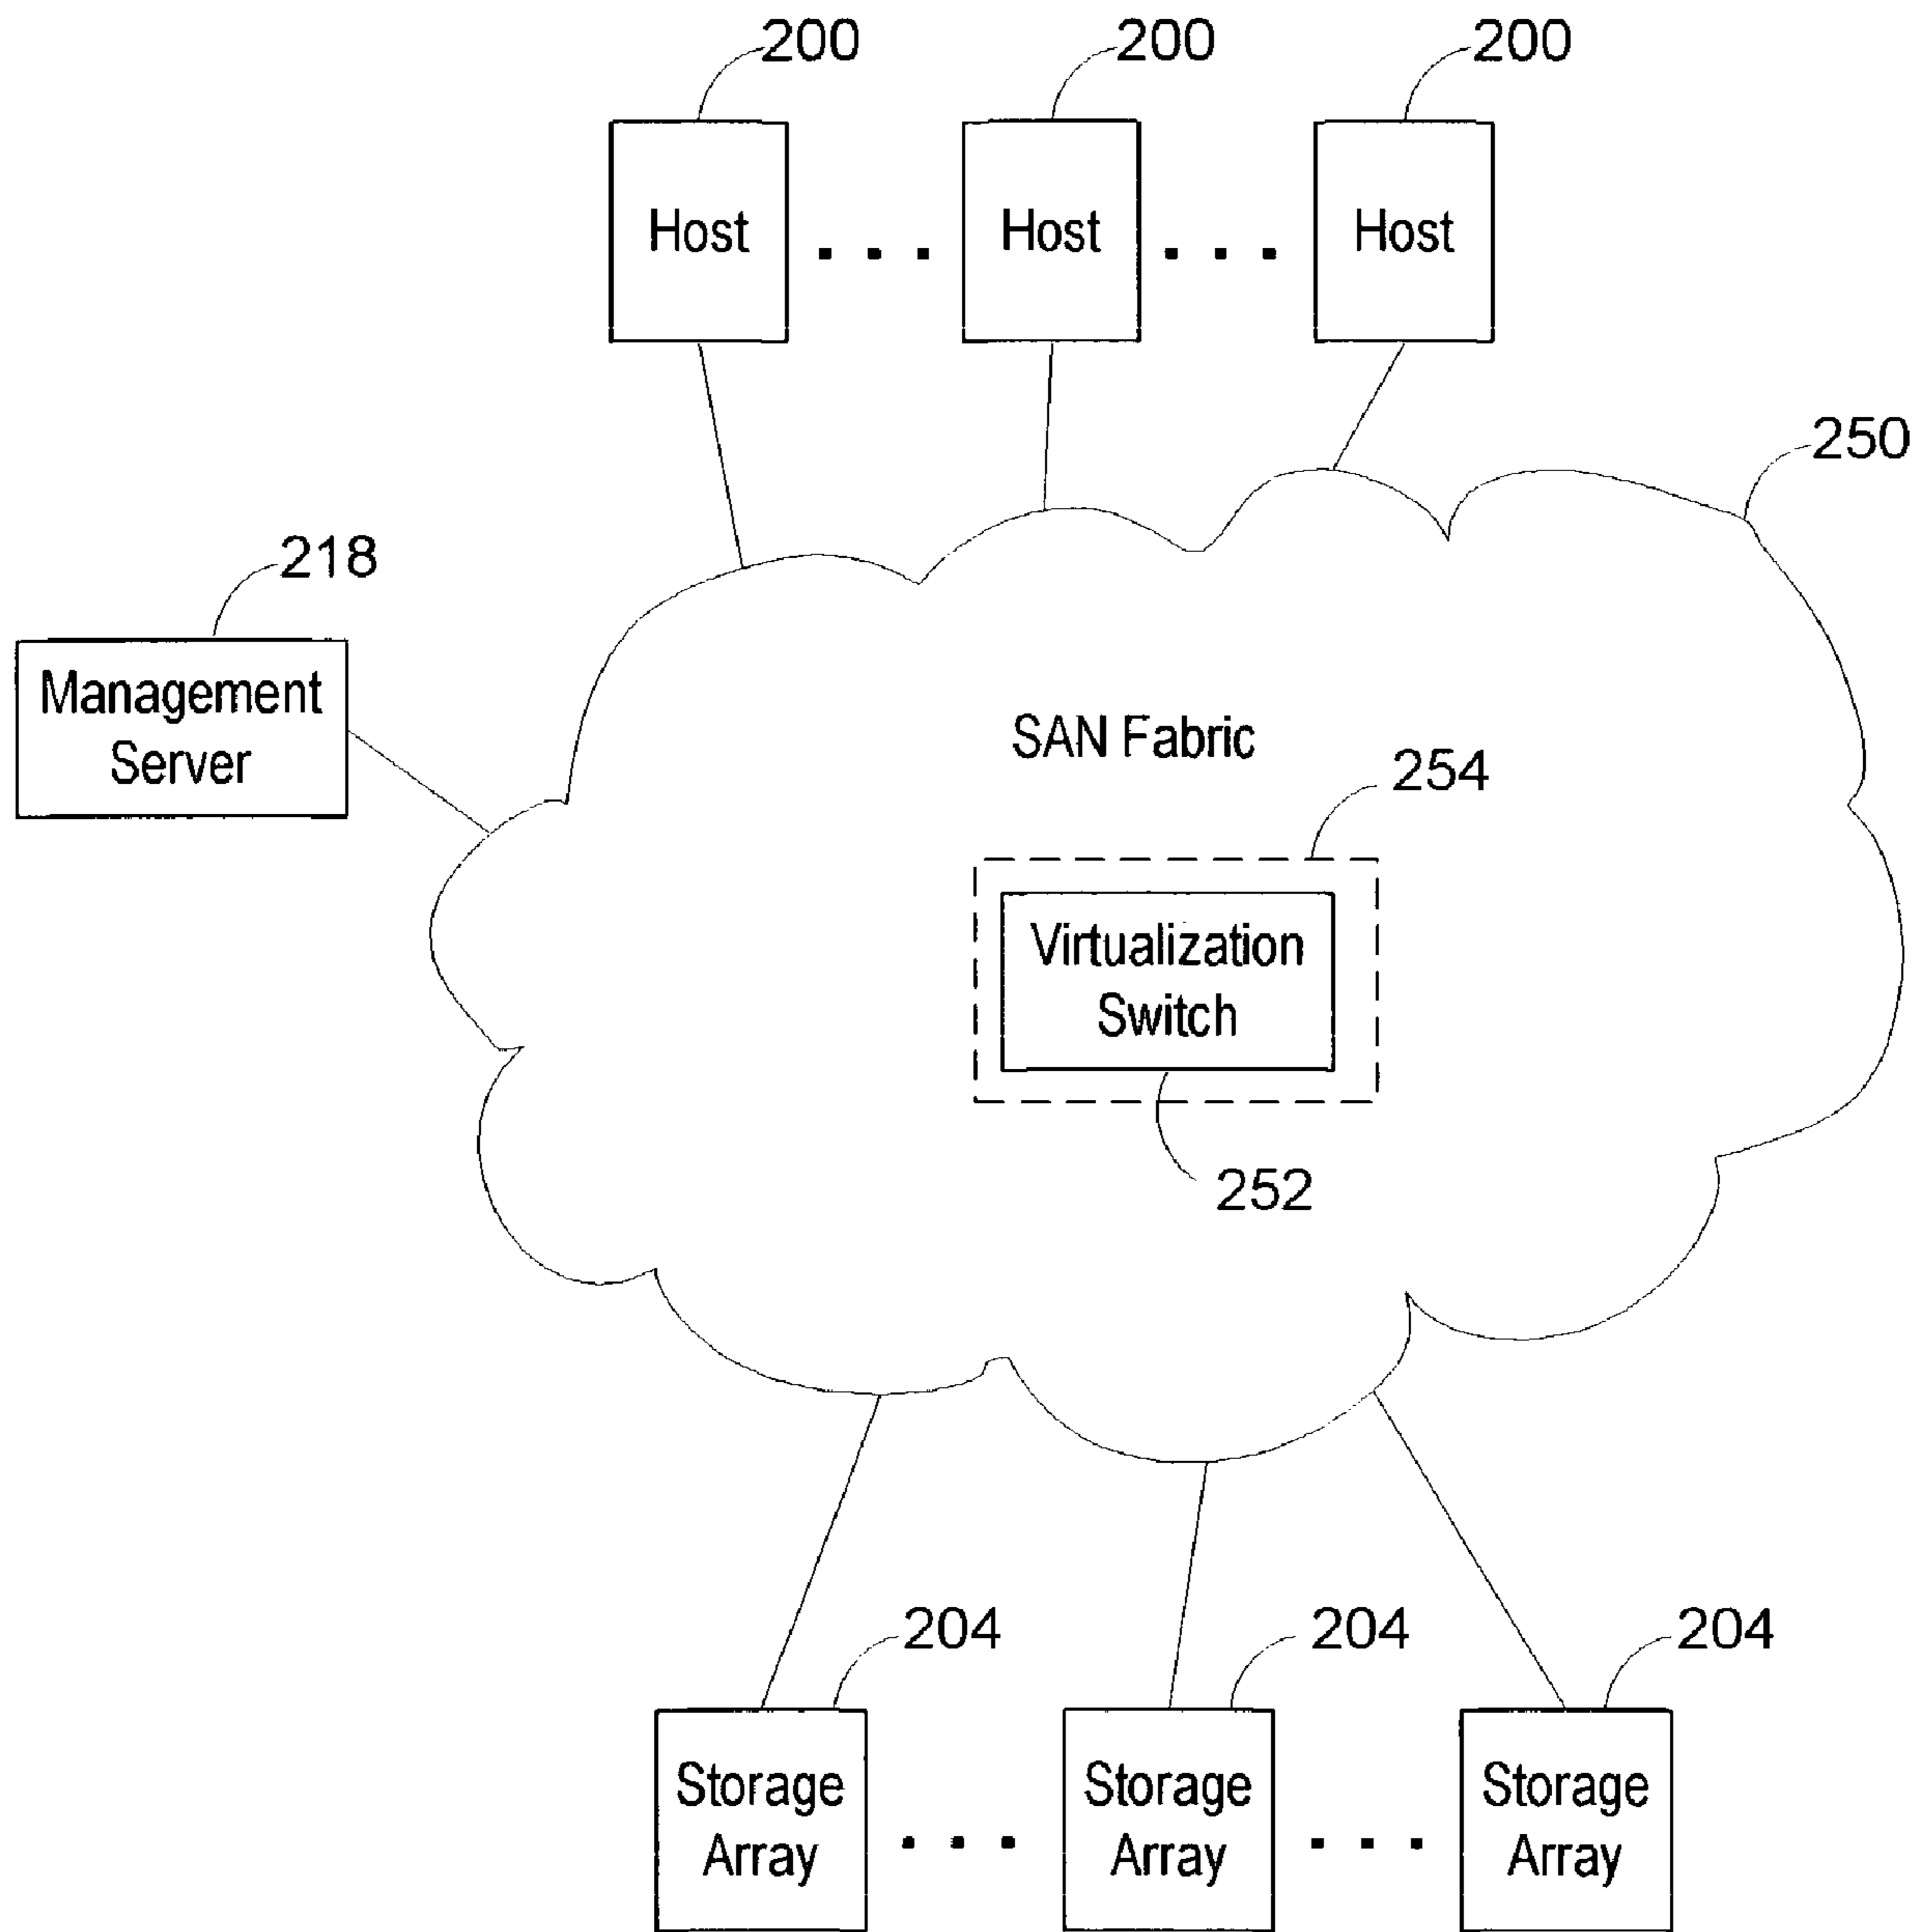 200 200 200
Host ... Host ... Host
250
218
Management
Server
SAN Fabric
254
Virtualization
Switch
252
204 204 204
Storage Storage Storage
Array ... Array ... Array